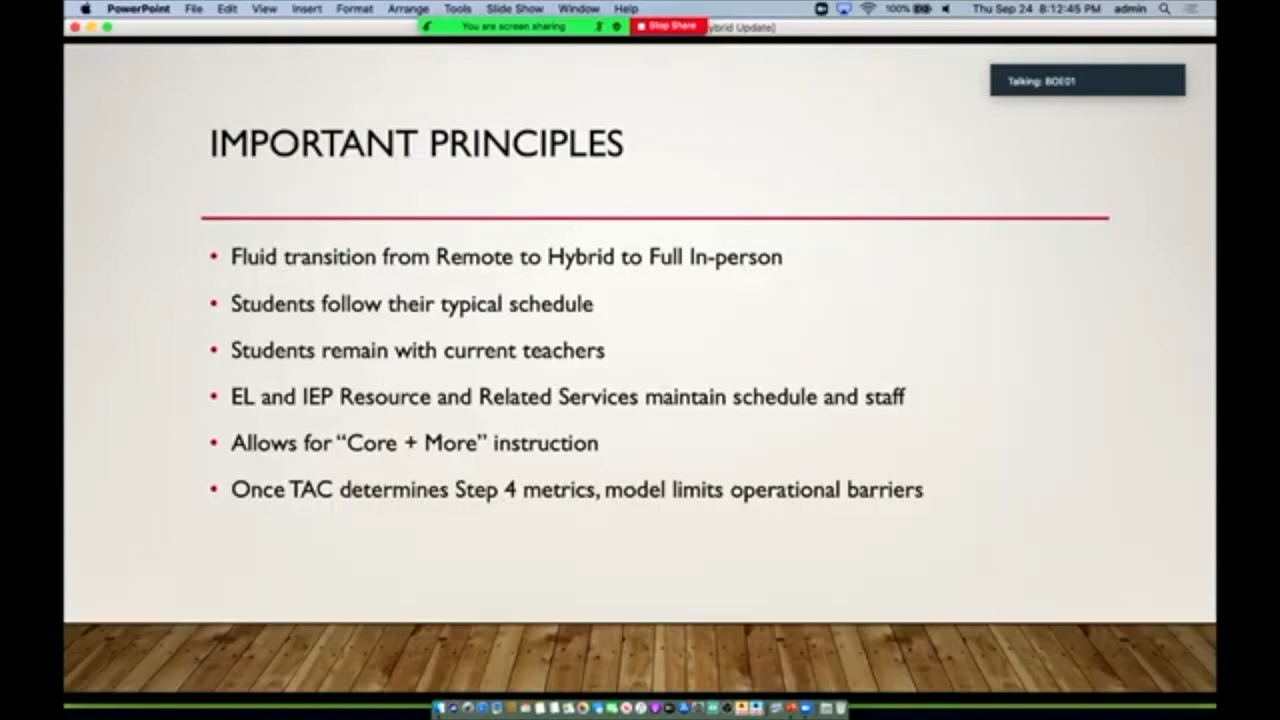 PowerPoint File Edit View Insert Format Arrange Tools Slide Show Window Help 100% Thu Sep 24 8:12:45 PM admin
You are screen sharing Stop Share ybrid Update]
Talking: BOE01
IMPORTANT PRINCIPLES
• Fluid transition from Remote to Hybrid to Full In-person
• Students follow their typical schedule
• Students remain with current teachers
• EL and IEP Resource and Related Services maintain schedule and staff
• Allows for “Core + More” instruction
• Once TAC determines Step 4 metrics, model limits operational barriers